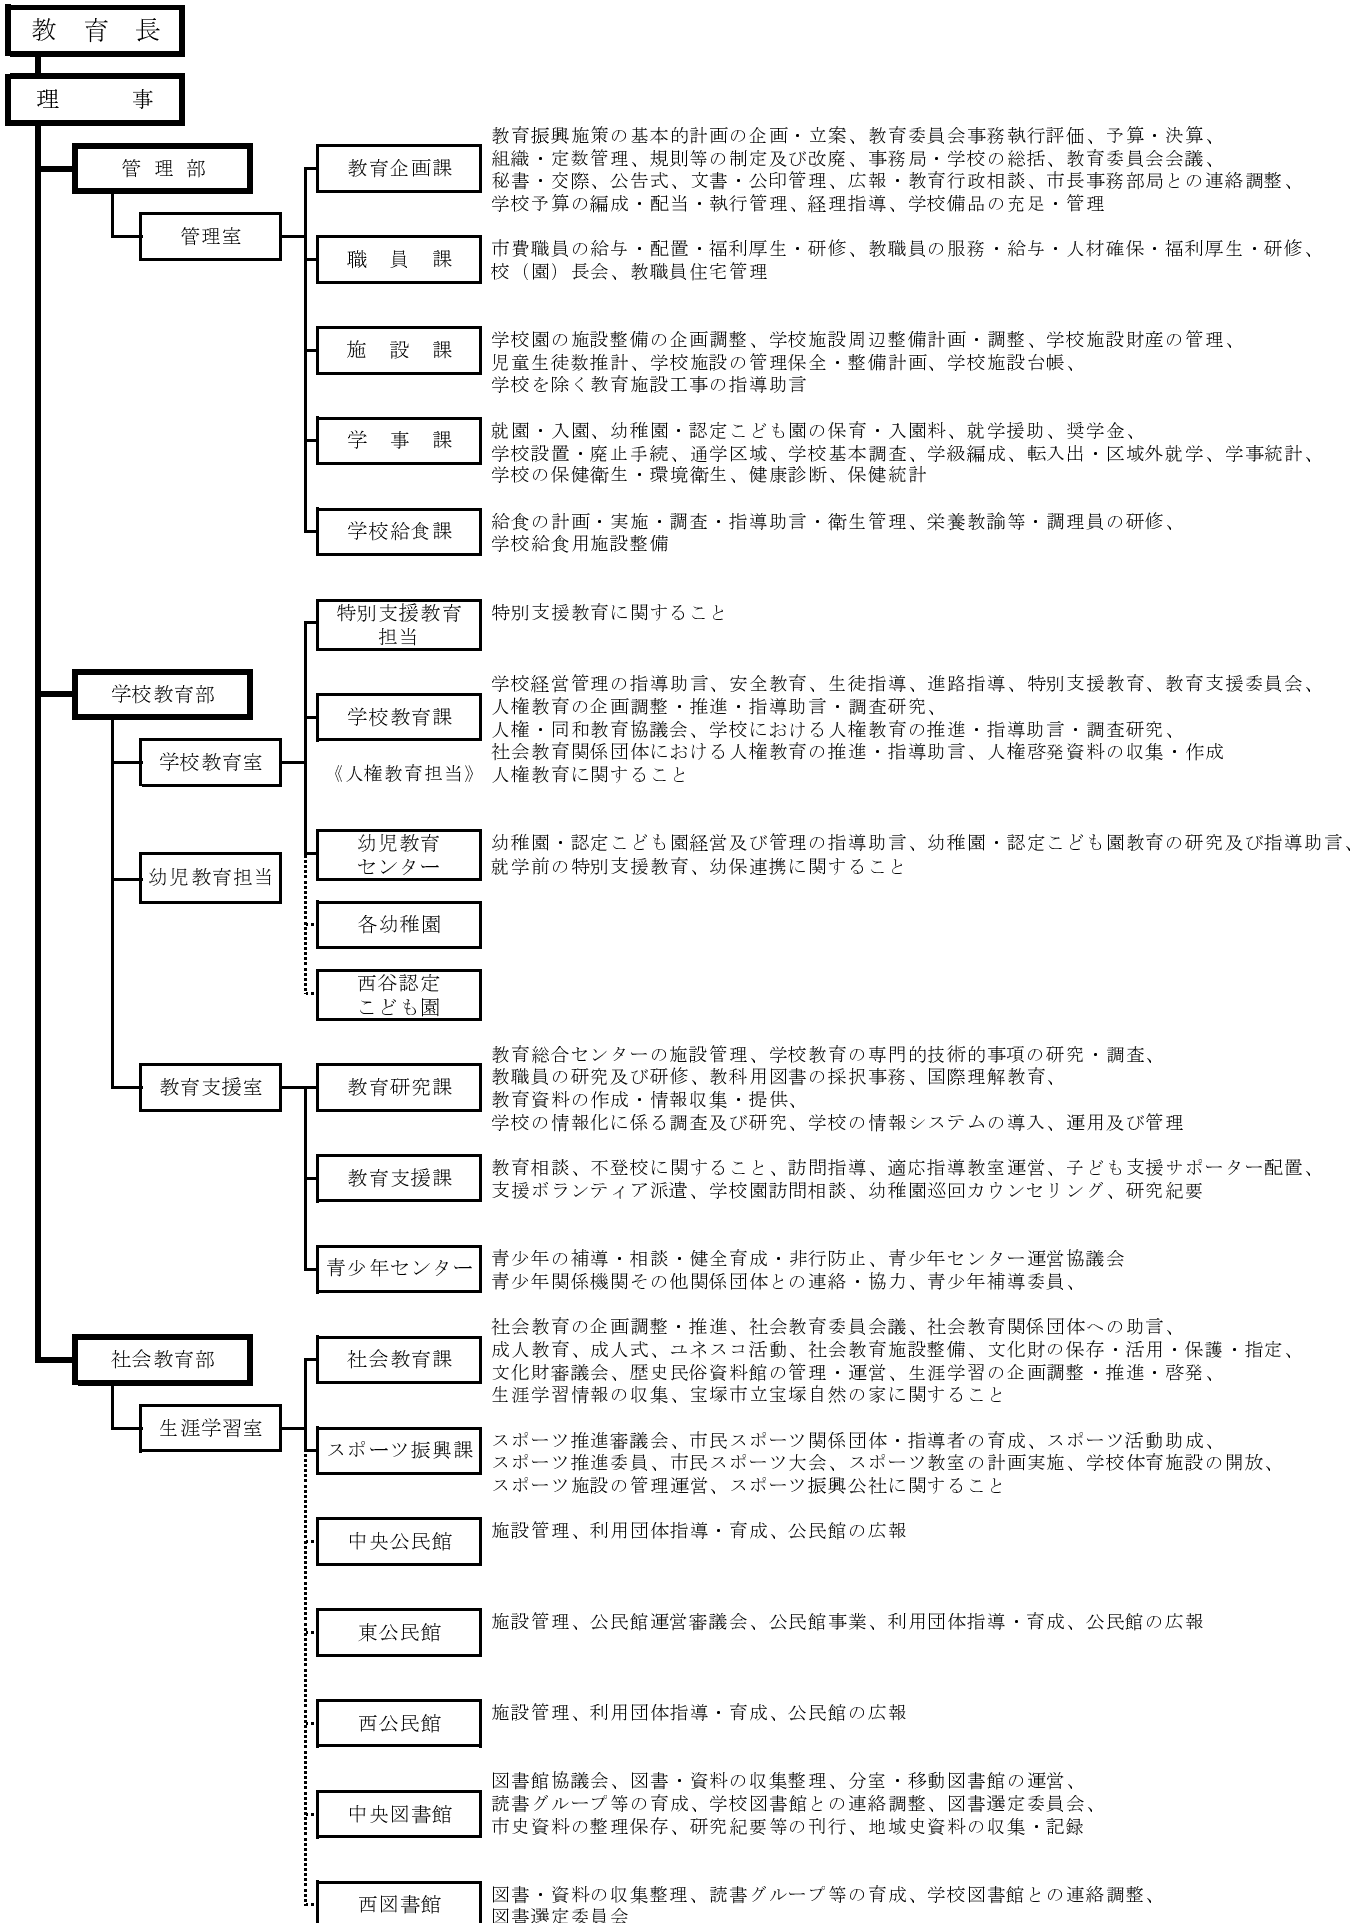 教　育　長
理　　　事
管 理 部
管理室
教育企画課
教育振興施策の基本的計画の企画・立案、教育委員会事務執行評価、予算・決算、
組織・定数管理、規則等の制定及び改廃、事務局・学校の総括、教育委員会会議、
秘書・交際、公告式、文書・公印管理、広報・教育行政相談、市長事務部局との連絡調整、
学校予算の編成・配当・執行管理、経理指導、学校備品の充足・管理
職　員　課
市費職員の給与・配置・福利厚生・研修、教職員の服務・給与・人材確保・福利厚生・研修、
校（園）長会、教職員住宅管理
施　設　課
学校園の施設整備の企画調整、学校施設周辺整備計画・調整、学校施設財産の管理、
児童生徒数推計、学校施設の管理保全・整備計画、学校施設台帳、
学校を除く教育施設工事の指導助言
学　事　課
就園・入園、幼稚園・認定こども園の保育・入園料、就学援助、奨学金、
学校設置・廃止手続、通学区域、学校基本調査、学級編成、転入出・区域外就学、学事統計、
学校の保健衛生・環境衛生、健康診断、保健統計
学校給食課
給食の計画・実施・調査・指導助言・衛生管理、栄養教諭等・調理員の研修、
学校給食用施設整備
学校教育部
学校教育室
特別支援教育
担当
特別支援教育に関すること
学校教育課
学校経営管理の指導助言、安全教育、生徒指導、進路指導、特別支援教育、教育支援委員会、
人権教育の企画調整・推進・指導助言・調査研究、
人権・同和教育協議会、学校における人権教育の推進・指導助言・調査研究、
社会教育関係団体における人権教育の推進・指導助言、人権啓発資料の収集・作成
《人権教育担当》 人権教育に関すること
幼児教育担当
幼児教育
センター
幼稚園・認定こども園経営及び管理の指導助言、幼稚園・認定こども園教育の研究及び指導助言、
就学前の特別支援教育、幼保連携に関すること
各幼稚園
西谷認定
こども園
教育支援室
教育研究課
教育総合センターの施設管理、学校教育の専門的技術的事項の研究・調査、
教職員の研究及び研修、教科用図書の採択事務、国際理解教育、
教育資料の作成・情報収集・提供、
学校の情報化に係る調査及び研究、学校の情報システムの導入、運用及び管理
教育支援課
教育相談、不登校に関すること、訪問指導、適応指導教室運営、子ども支援サポーター配置、
支援ボランティア派遣、学校園訪問相談、幼稚園巡回カウンセリング、研究紀要
青少年センター
青少年の補導・相談・健全育成・非行防止、青少年センター運営協議会
青少年関係機関その他関係団体との連絡・協力、青少年補導委員、
社会教育部
生涯学習室
社会教育課
社会教育の企画調整・推進、社会教育委員会議、社会教育関係団体への助言、
成人教育、成人式、ユネスコ活動、社会教育施設整備、文化財の保存・活用・保護・指定、
文化財審議会、歴史民俗資料館の管理・運営、生涯学習の企画調整・推進・啓発、
生涯学習情報の収集、宝塚市立宝塚自然の家に関すること
スポーツ振興課
スポーツ推進審議会、市民スポーツ関係団体・指導者の育成、スポーツ活動助成、
スポーツ推進委員、市民スポーツ大会、スポーツ教室の計画実施、学校体育施設の開放、
スポーツ施設の管理運営、スポーツ振興公社に関すること
中央公民館
施設管理、利用団体指導・育成、公民館の広報
東公民館
施設管理、公民館運営審議会、公民館事業、利用団体指導・育成、公民館の広報
西公民館
施設管理、利用団体指導・育成、公民館の広報
中央図書館
図書館協議会、図書・資料の収集整理、分室・移動図書館の運営、
読書グループ等の育成、学校図書館との連絡調整、図書選定委員会、
市史資料の整理保存、研究紀要等の刊行、地域史資料の収集・記録
西図書館
図書・資料の収集整理、読書グループ等の育成、学校図書館との連絡調整、
図書選定委員会